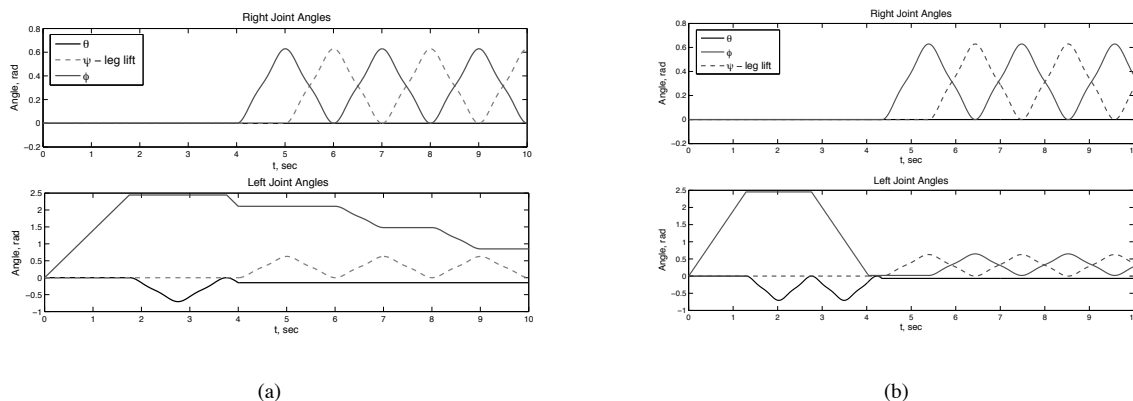 Right Joint Angles
0.8
0.6
0.4
0.2
0
−0.2
Angle, rad
θ
ψ − leg lift
ϕ
0 1 2 3 4 5 6 7 8 9 10
t, sec
Left Joint Angles
2.5
2
1.5
1
0.5
0
−0.5
−1
Angle, rad
0 1 2 3 4 5 6 7 8 9 10
t, sec
(a)
Right Joint Angles
0.8
0.6
0.4
0.2
0
−0.2
Angle, rad
θ
ϕ
ψ − leg lift
0 1 2 3 4 5 6 7 8 9 10
t, sec
Left Joint Angles
2.5
2
1.5
1
0.5
0
−0.5
−1
Angle, rad
0 1 2 3 4 5 6 7 8 9 10
t, sec
(b)